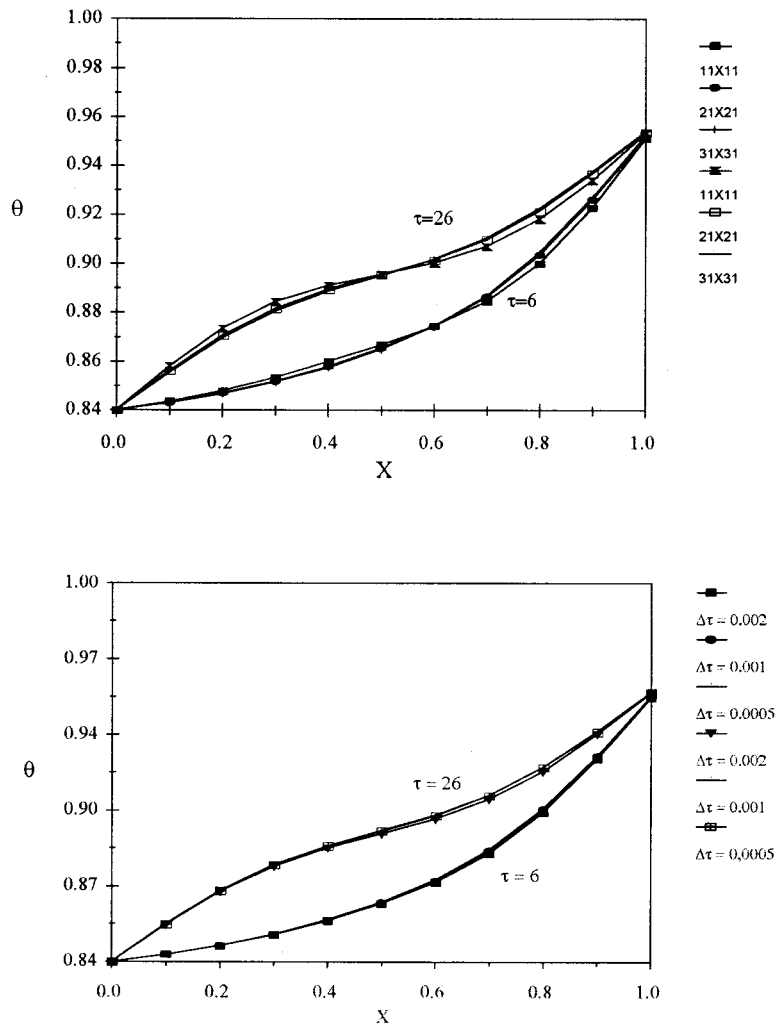 1.00
0.98
0.96
0.94
0.92
0.90
0.88
0.86
0.84
θ
τ=26
τ=6
0.0 0.2 0.4 0.6 0.8 1.0
X
11X11
21X21
31X31
11X11
21X21
31X31
1.00
0.97
0.94
0.90
0.87
0.84
θ
τ = 26
τ = 6
0.0 0.2 0.4 0.6 0.8 1.0
X
Δτ = 0.002
Δτ = 0.001
Δτ = 0.0005
Δτ = 0.002
Δτ = 0.001
Δτ = 0,0005